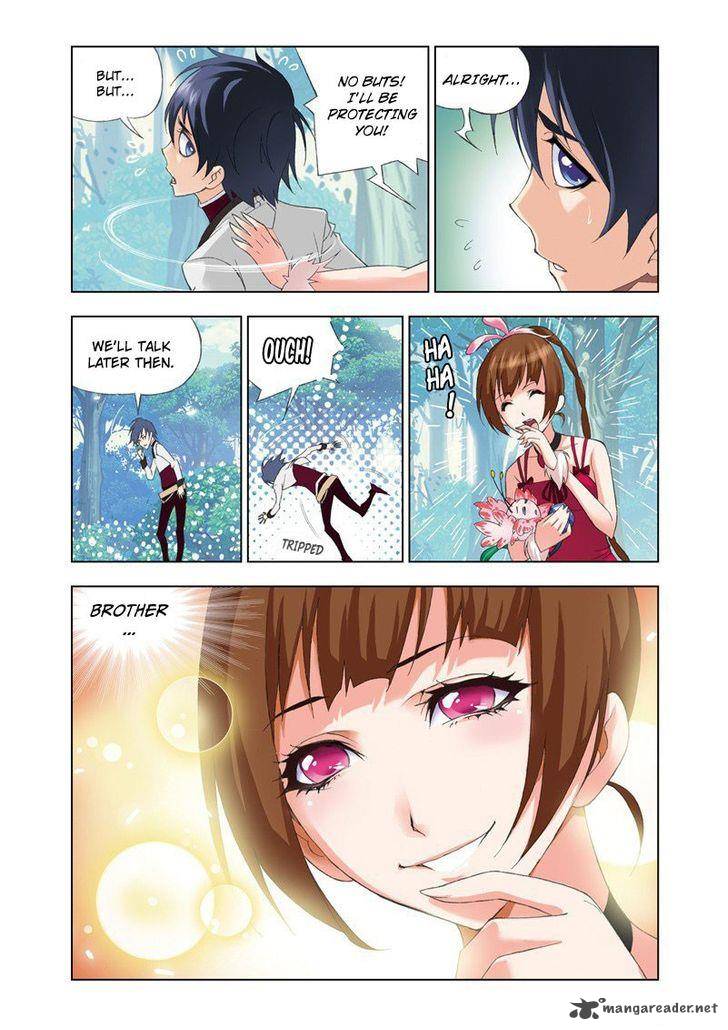 BUT...
BUT...
NO BUTS!
I'LL BE
PROTECTING
YOU!
ALRIGHT...
WE'LL TALK
LATER THEN.
OUCH!
TRIPPED
HA
HA
!
BROTHER
...
mangareader.net